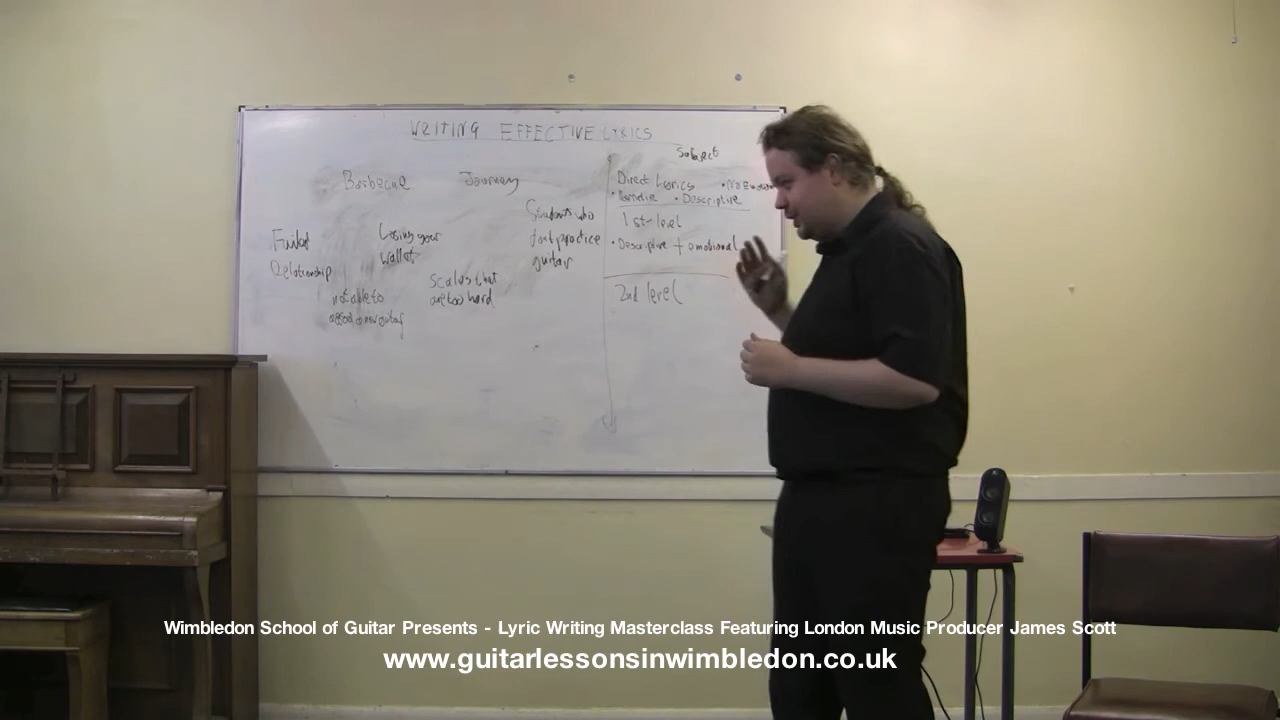 WRITING EFFECTIVE LYRICS
Subject
Barbecue
Journey
Direct Lyrics
• Narrative • Descriptive
1st-level
• Descriptive + emotional
2nd level
Failed
Relationship
Losing your
wallet
Students who
dont practice
guitar
Scales that
are too hard
not able to
afford a new guitar
Wimbledon School of Guitar Presents - Lyric Writing Masterclass Featuring London Music Producer James Scott
www.guitarlessonsinwimbledon.co.uk